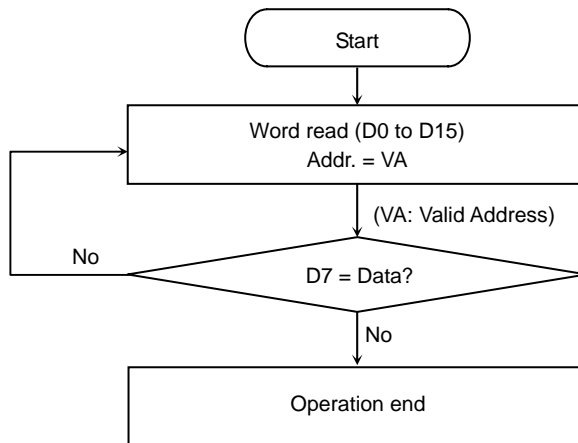 Start
Word read (D0 to D15)
Addr. = VA
(VA: Valid Address)
No
D7 = Data?
No
Operation end